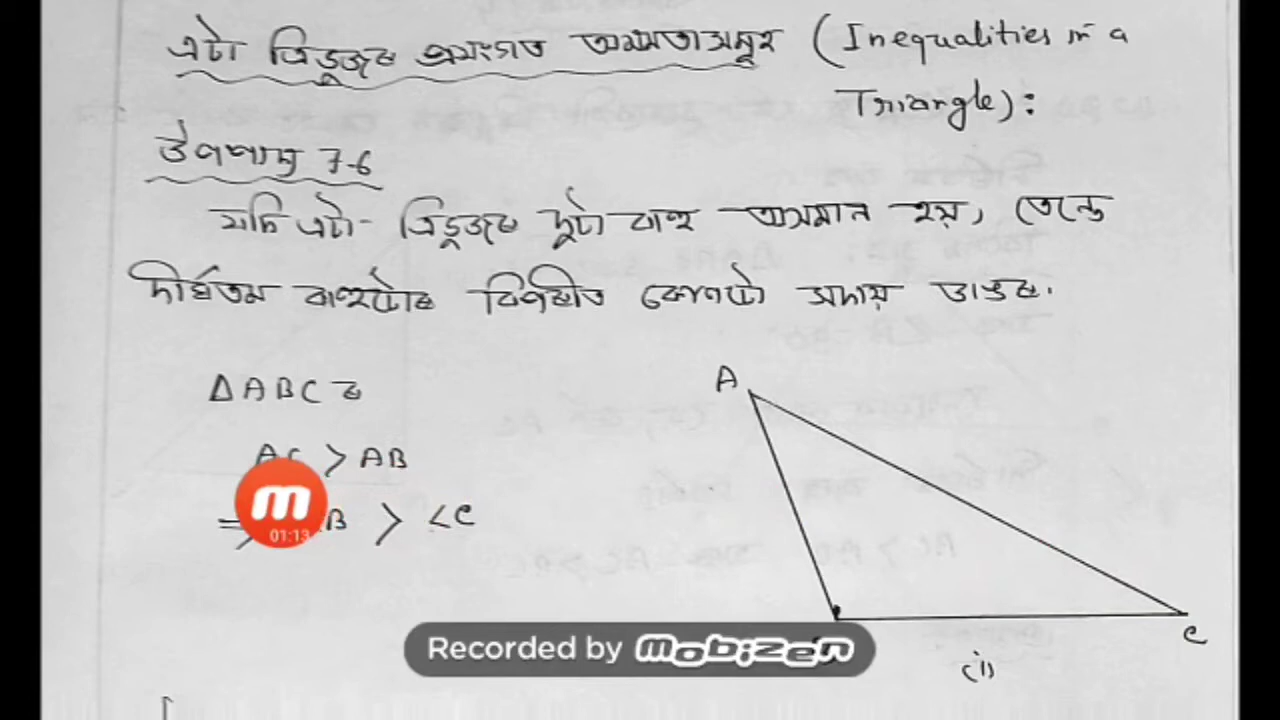 এটা ত্ৰিভূজৰ প্ৰসংগত অসমতাসমূহ (Inequalities in a
Triangle):
উপপাদ্য 7.6
যদি এটা ত্ৰিভূজৰ দুটা বাহু অসমান হয়, তেন্তে
দীৰ্ঘতম বাহুটোৰ বিপৰীত কোণটো সদায় ডাঙৰ.
ΔABC ৰ
AC > AB
B > <C
01:13
A
C
(i)
Recorded by mobizen